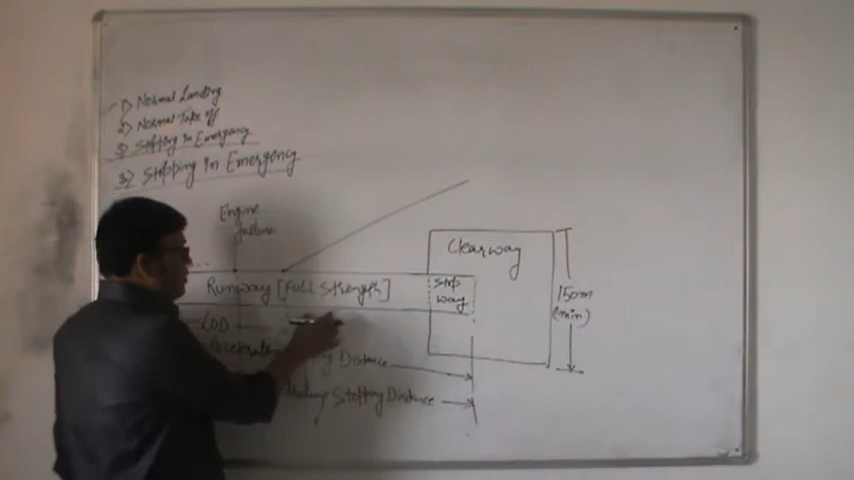 1) Normal Landing
2) Normal Take off
3) Stopping in Emergency
3) Stopping in Emergency
Engine
failure
Clearway
Runway [Full Strength]
Stop
way
150m
(min)
LOD
Distance
Stopping Distance